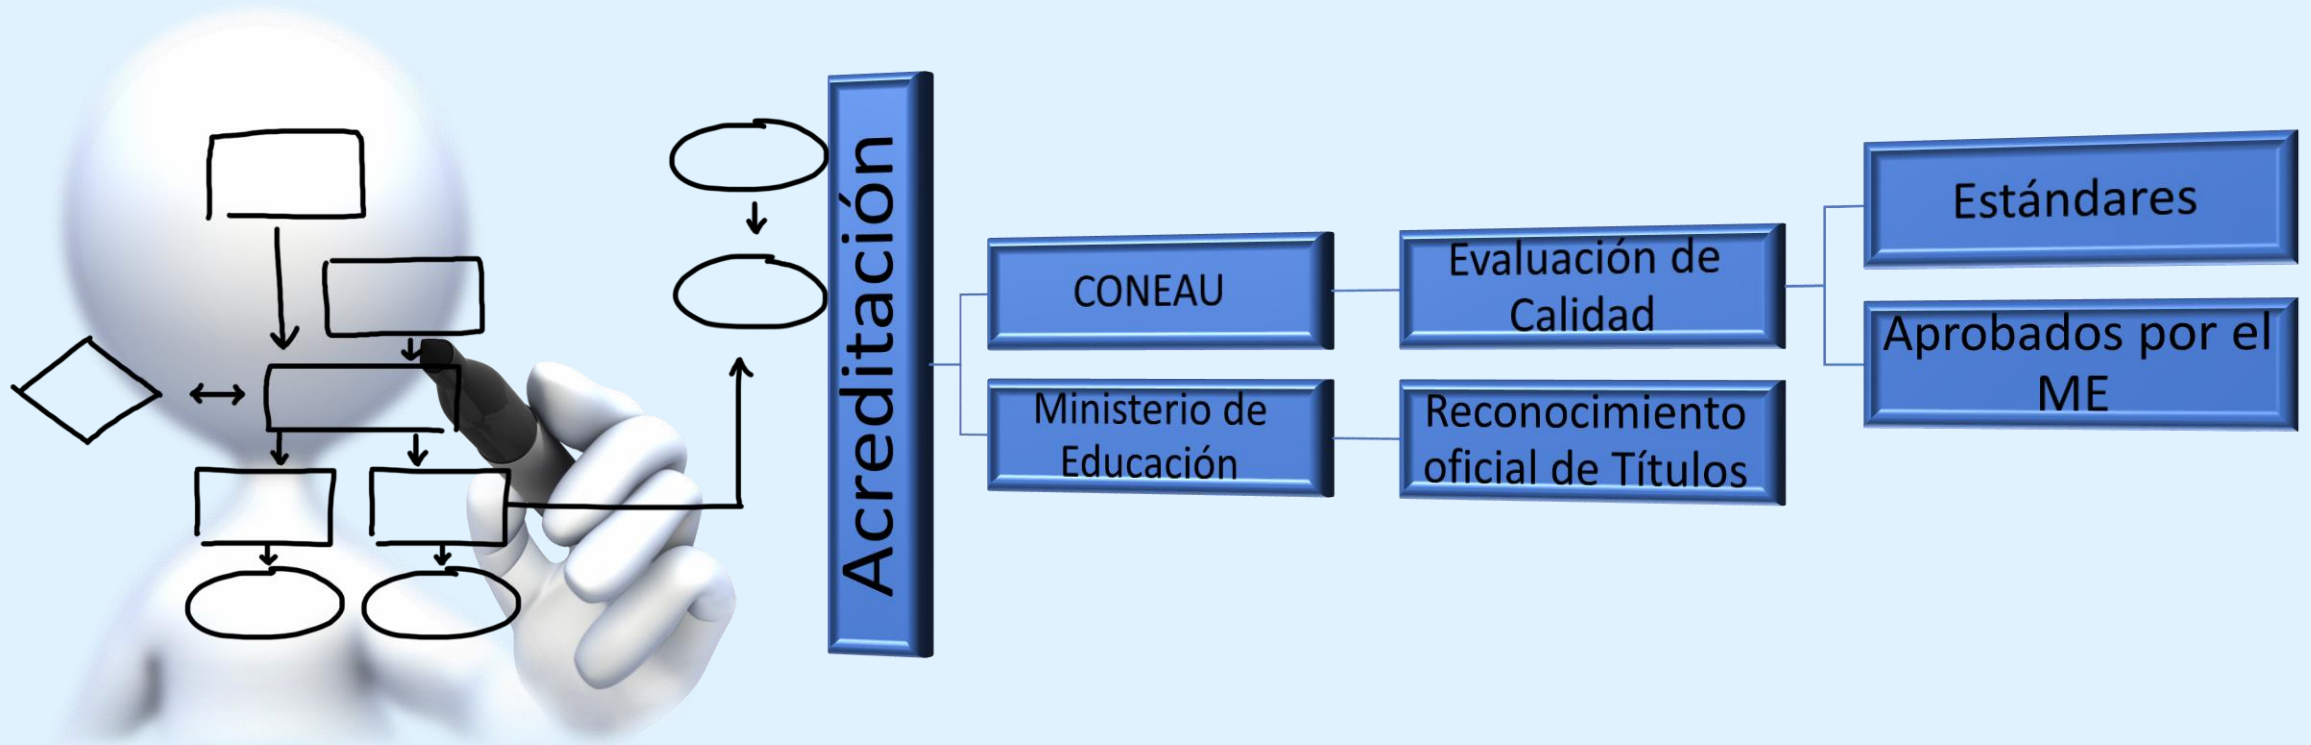 Acreditación
CONEAU
Evaluación de
Calidad
Estándares
Aprobados por el
ME
Ministerio de
Educación
Reconocimiento
oficial de Títulos